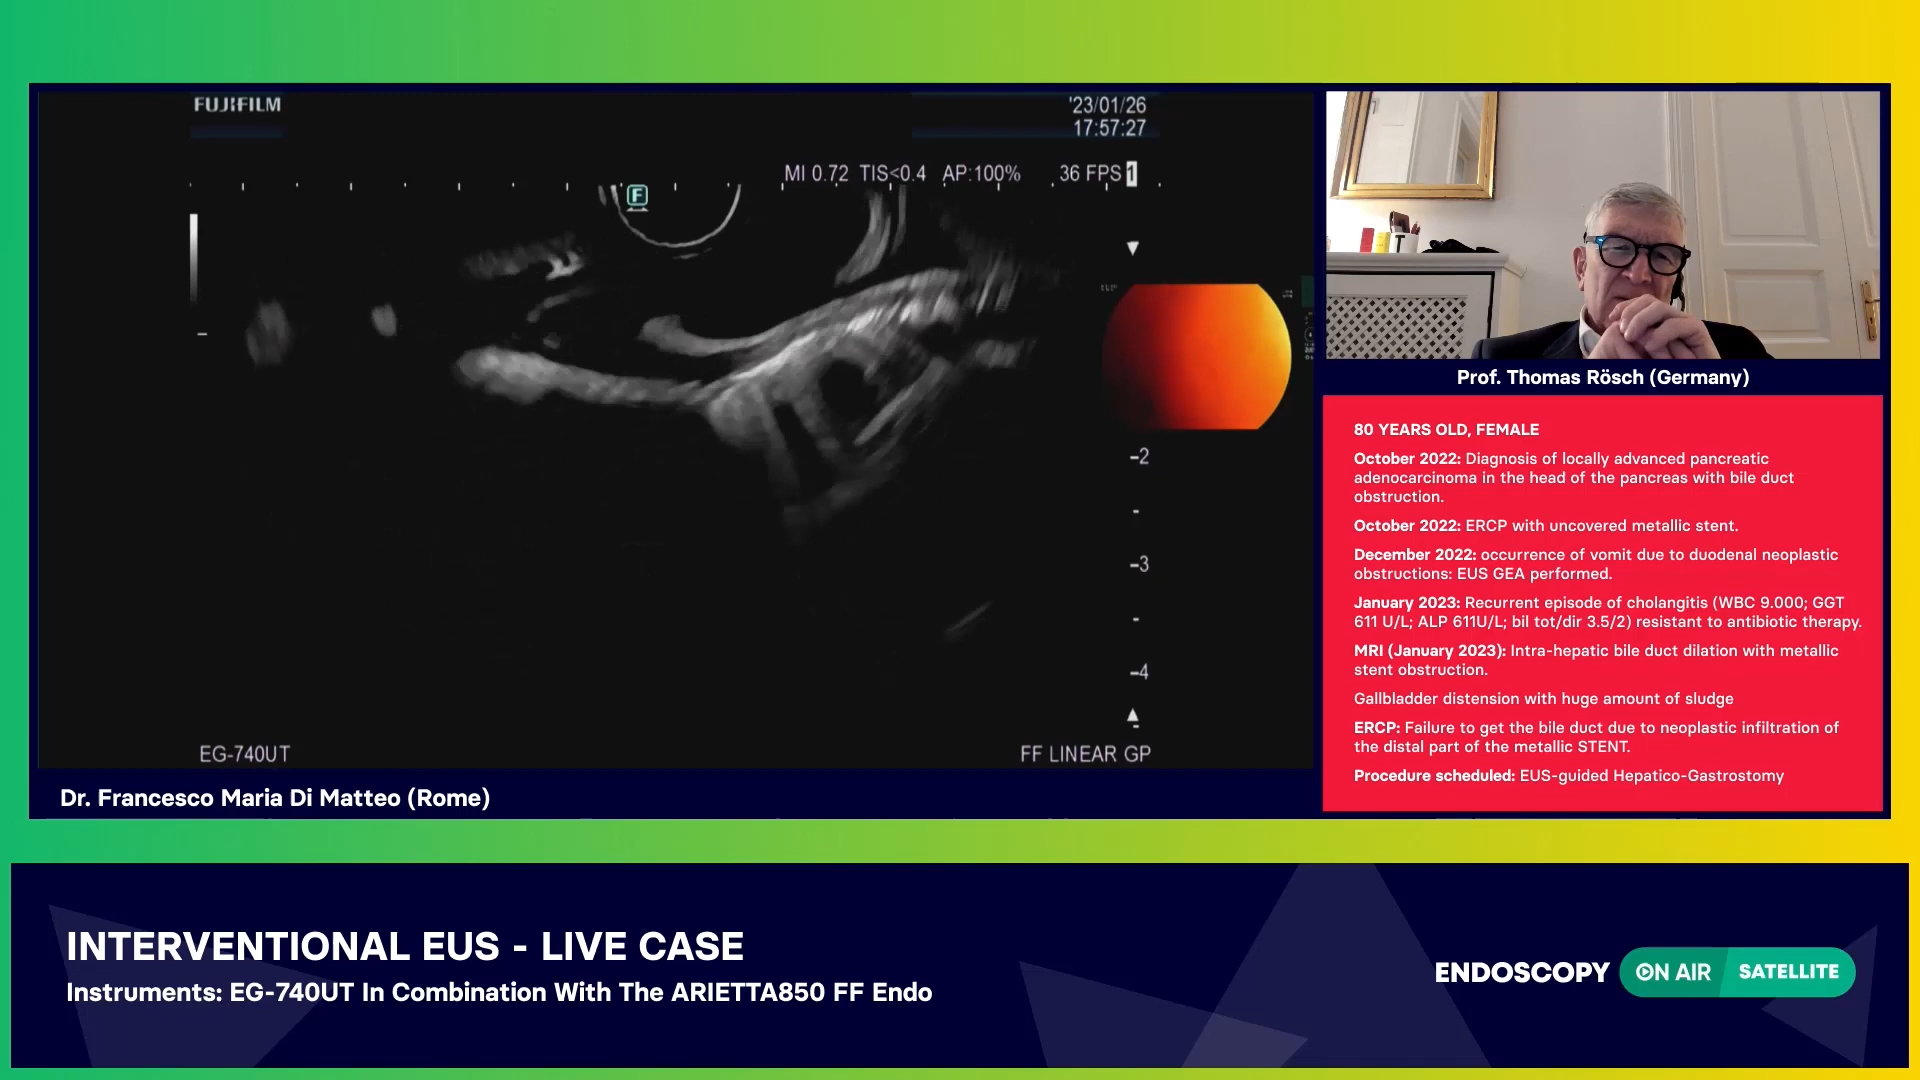 FUJIFILM
'23/01/26
17:57:27
MI 0.72 TIS<0.4 AP:100% 36 FPS 1
F
-2
-3
-4
EG-740UT
FF LINEAR GP
Dr. Francesco Maria Di Matteo (Rome)
T
Prof. Thomas Rösch (Germany)
80 YEARS OLD, FEMALE
October 2022: Diagnosis of locally advanced pancreatic
adenocarcinoma in the head of the pancreas with bile duct
obstruction.
October 2022: ERCP with uncovered metallic stent.
December 2022: occurrence of vomit due to duodenal neoplastic
obstructions: EUS GEA performed.
January 2023: Recurrent episode of cholangitis (WBC 9.000; GGT
611 U/L; ALP 611U/L; bil tot/dir 3.5/2) resistant to antibiotic therapy.
MRI (January 2023): Intra-hepatic bile duct dilation with metallic
stent obstruction.
Gallbladder distension with huge amount of sludge
ERCP: Failure to get the bile duct due to neoplastic infiltration of
the distal part of the metallic STENT.
Procedure scheduled: EUS-guided Hepatico-Gastrostomy
INTERVENTIONAL EUS - LIVE CASE
Instruments: EG-740UT In Combination With The ARIETTA850 FF Endo
ENDOSCOPY ON AIR SATELLITE